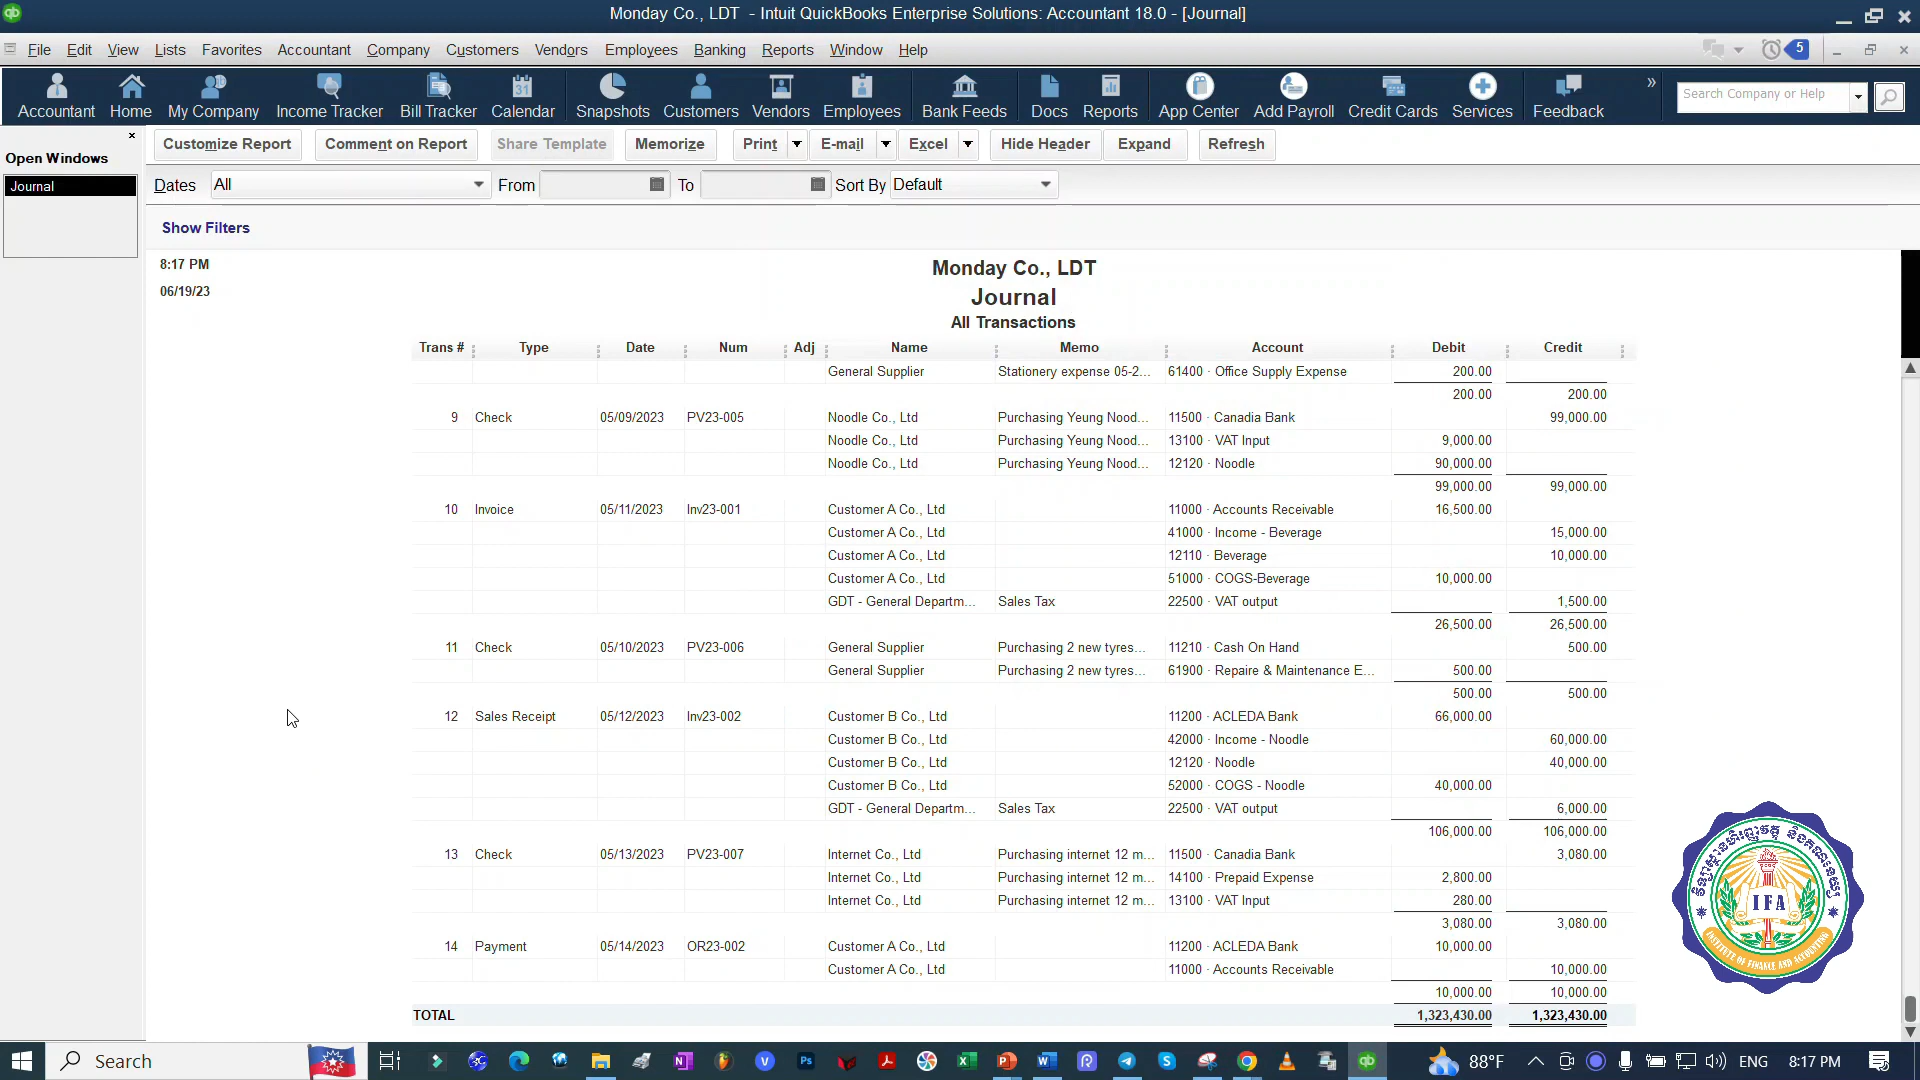 Monday Co., LDT - Intuit QuickBooks Enterprise Solutions: Accountant 18.0 - [Journal]
File Edit View Lists Favorites Accountant Company Customers Vendors Employees Banking Reports Window Help 5
Accountant Home My Company Income Tracker Bill Tracker Calendar Snapshots Customers Vendors Employees Bank Feeds Docs Reports App Center Add Payroll Credit Cards Services Feedback » Search Company or Help
Customize Report Comment on Report Share Template Memorize Print E-mail Excel Hide Header Expand Refresh
Open Windows
Journal
Dates All From To Sort By Default
Show Filters
8:17 PM
06/19/23
Monday Co., LDT
Journal
All Transactions
Trans # Type Date Num Adj Name Memo Account Debit Credit
General Supplier Stationery expense 05-2... 61400 · Office Supply Expense 200.00
200.00 200.00
9 Check 05/09/2023 PV23-005 Noodle Co., Ltd Purchasing Yeung Nood... 11500 · Canadia Bank 99,000.00
Noodle Co., Ltd Purchasing Yeung Nood... 13100 · VAT Input 9,000.00
Noodle Co., Ltd Purchasing Yeung Nood... 12120 · Noodle 90,000.00
99,000.00 99,000.00
10 Invoice 05/11/2023 Inv23-001 Customer A Co., Ltd 11000 · Accounts Receivable 16,500.00
Customer A Co., Ltd 41000 · Income - Beverage 15,000.00
Customer A Co., Ltd 12110 · Beverage 10,000.00
Customer A Co., Ltd 51000 · COGS-Beverage 10,000.00
GDT - General Departm... Sales Tax 22500 · VAT output 1,500.00
26,500.00 26,500.00
11 Check 05/10/2023 PV23-006 General Supplier Purchasing 2 new tyres... 11210 · Cash On Hand 500.00
General Supplier Purchasing 2 new tyres... 61900 · Repaire & Maintenance E... 500.00
500.00 500.00
12 Sales Receipt 05/12/2023 Inv23-002 Customer B Co., Ltd 11200 · ACLEDA Bank 66,000.00
Customer B Co., Ltd 42000 · Income - Noodle 60,000.00
Customer B Co., Ltd 12120 · Noodle 40,000.00
Customer B Co., Ltd 52000 · COGS - Noodle 40,000.00
GDT - General Departm... Sales Tax 22500 · VAT output 6,000.00
106,000.00 106,000.00
13 Check 05/13/2023 PV23-007 Internet Co., Ltd Purchasing internet 12 m... 11500 · Canadia Bank 3,080.00
Internet Co., Ltd Purchasing internet 12 m... 14100 · Prepaid Expense 2,800.00
Internet Co., Ltd Purchasing internet 12 m... 13100 · VAT Input 280.00
3,080.00 3,080.00
14 Payment 05/14/2023 OR23-002 Customer A Co., Ltd 11200 · ACLEDA Bank 10,000.00
Customer A Co., Ltd 11000 · Accounts Receivable 10,000.00
10,000.00 10,000.00
TOTAL 1,323,430.00 1,323,430.00
IFA
INSTITUTE OF FINANCE AND ACCOUNTING
Search 88°F ENG 8:17 PM